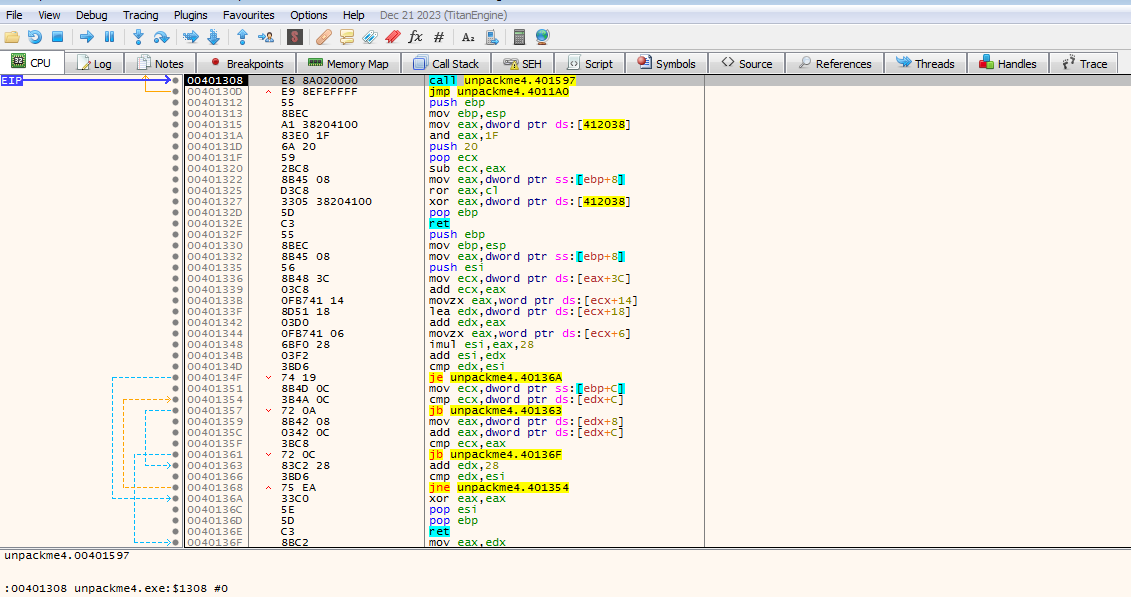 File View Debug Tracing Plugins Favourites Options Help Dec 21 2023 (TitanEngine)
CPU Log Notes Breakpoints Memory Map Call Stack SEH Script Symbols Source References Threads Handles Trace
EIP 00401308 E8 8A020000 call unpackme4.401597
0040130D E9 8EFEFFFF jmp unpackme4.4011A0
00401312 55 push ebp
00401313 8BEC mov ebp,esp
00401315 A1 38204100 mov eax,dword ptr ds:[412038]
0040131A 83E0 1F and eax,1F
0040131D 6A 20 push 20
0040131F 59 pop ecx
00401320 2BC8 sub ecx,eax
00401322 8B45 08 mov eax,dword ptr ss:[ebp+8]
00401325 D3C8 ror eax,cl
00401327 3305 38204100 xor eax,dword ptr ds:[412038]
0040132D 5D pop ebp
0040132E C3 ret
0040132F 55 push ebp
00401330 8BEC mov ebp,esp
00401332 8B45 08 mov eax,dword ptr ss:[ebp+8]
00401335 56 push esi
00401336 8B48 3C mov ecx,dword ptr ds:[eax+3C]
00401339 03C8 add ecx,eax
0040133B 0FB741 14 movzx eax,word ptr ds:[ecx+14]
0040133F 8D51 18 lea edx,dword ptr ds:[ecx+18]
00401342 03D0 add edx,eax
00401344 0FB741 06 movzx eax,word ptr ds:[ecx+6]
00401348 6BF0 28 imul esi,eax,28
0040134B 03F2 add esi,edx
0040134D 3BD6 cmp edx,esi
0040134F 74 19 je unpackme4.40136A
00401351 8B4D 0C mov ecx,dword ptr ss:[ebp+C]
00401354 3B4A 0C cmp ecx,dword ptr ds:[edx+C]
00401357 72 0A jb unpackme4.401363
00401359 8B42 08 mov eax,dword ptr ds:[edx+8]
0040135C 0342 0C add eax,dword ptr ds:[edx+C]
0040135F 3BC8 cmp ecx,eax
00401361 72 0C jb unpackme4.40136F
00401363 83C2 28 add edx,28
00401366 3BD6 cmp edx,esi
00401368 75 EA jne unpackme4.401354
0040136A 33C0 xor eax,eax
0040136C 5E pop esi
0040136D 5D pop ebp
0040136E C3 ret
0040136F 8BC2 mov eax,edx
unpackme4.00401597
:00401308 unpackme4.exe:$1308 #0